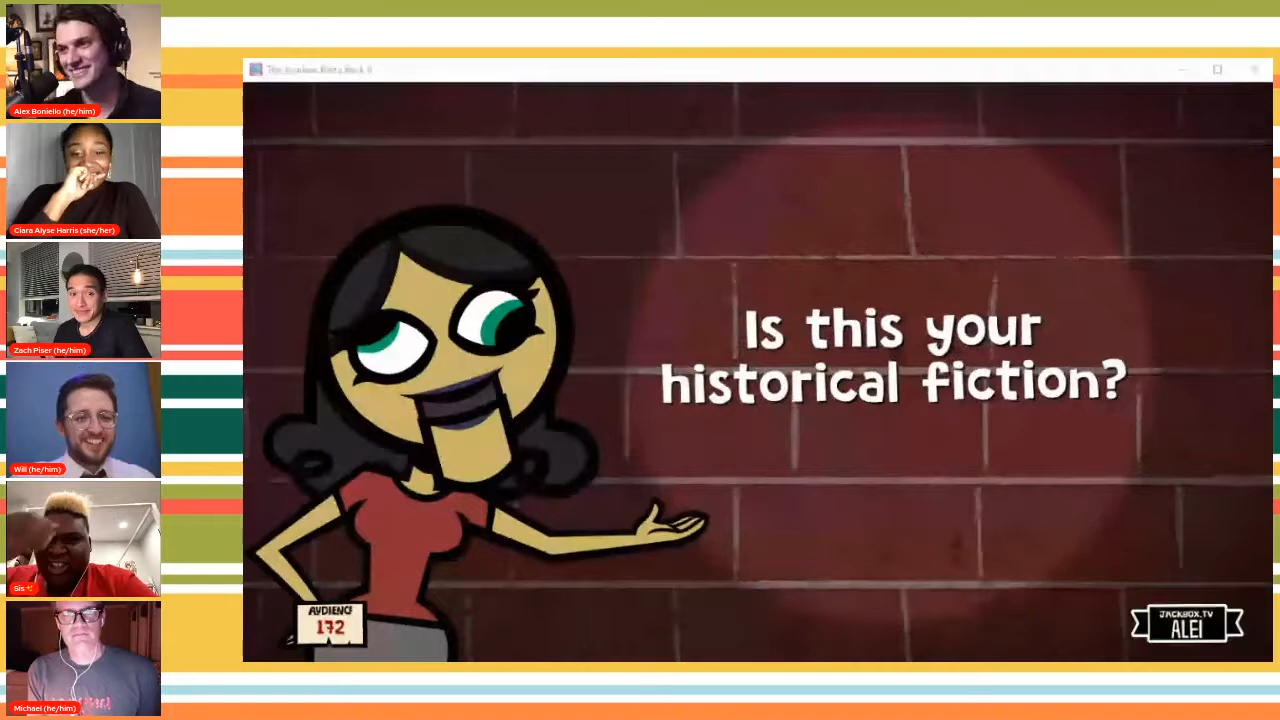 Alex Boniello (he/him)
Ciara Alyse Harris (she/her)
Zach Piser (he/him)
Will (he/him)
Sis✨
Michael (he/him)
Is this your
historical fiction?
AUDIENCE
172
JACKBOX.TV
ALEI